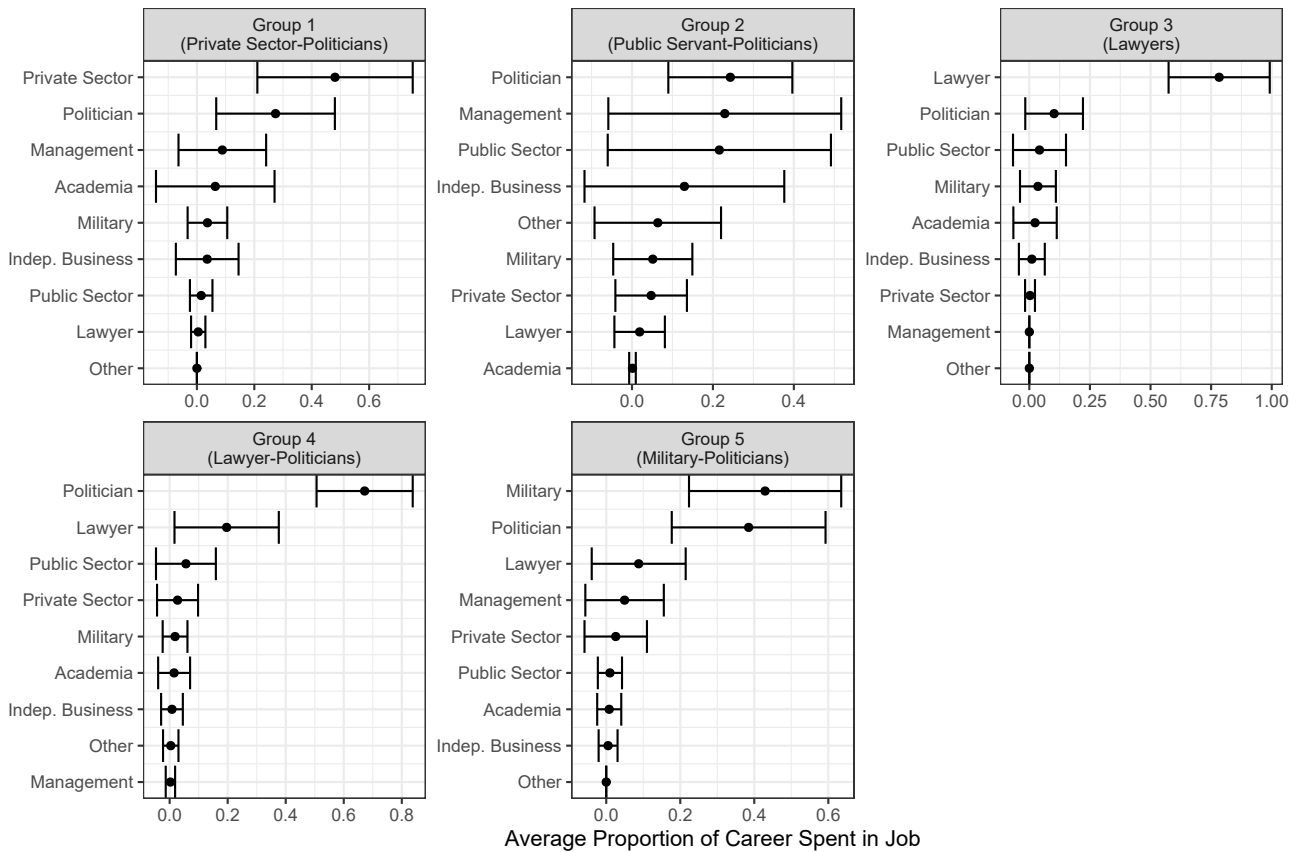 Group 1
(Private Sector-Politicians)
Private Sector
Politician
Management
Academia
Military
Indep. Business
Public Sector
Lawyer
Other
0.0 0.2 0.4 0.6
Group 2
(Public Servant-Politicians)
Politician
Management
Public Sector
Indep. Business
Other
Military
Private Sector
Lawyer
Academia
0.0 0.2 0.4
Group 3
(Lawyers)
Lawyer
Politician
Public Sector
Military
Academia
Indep. Business
Private Sector
Management
Other
0.00 0.25 0.50 0.75 1.00
Group 4
(Lawyer-Politicians)
Politician
Lawyer
Public Sector
Private Sector
Military
Academia
Indep. Business
Other
Management
0.0 0.2 0.4 0.6 0.8
Group 5
(Military-Politicians)
Military
Politician
Lawyer
Management
Private Sector
Public Sector
Academia
Indep. Business
Other
0.0 0.2 0.4 0.6
Average Proportion of Career Spent in Job